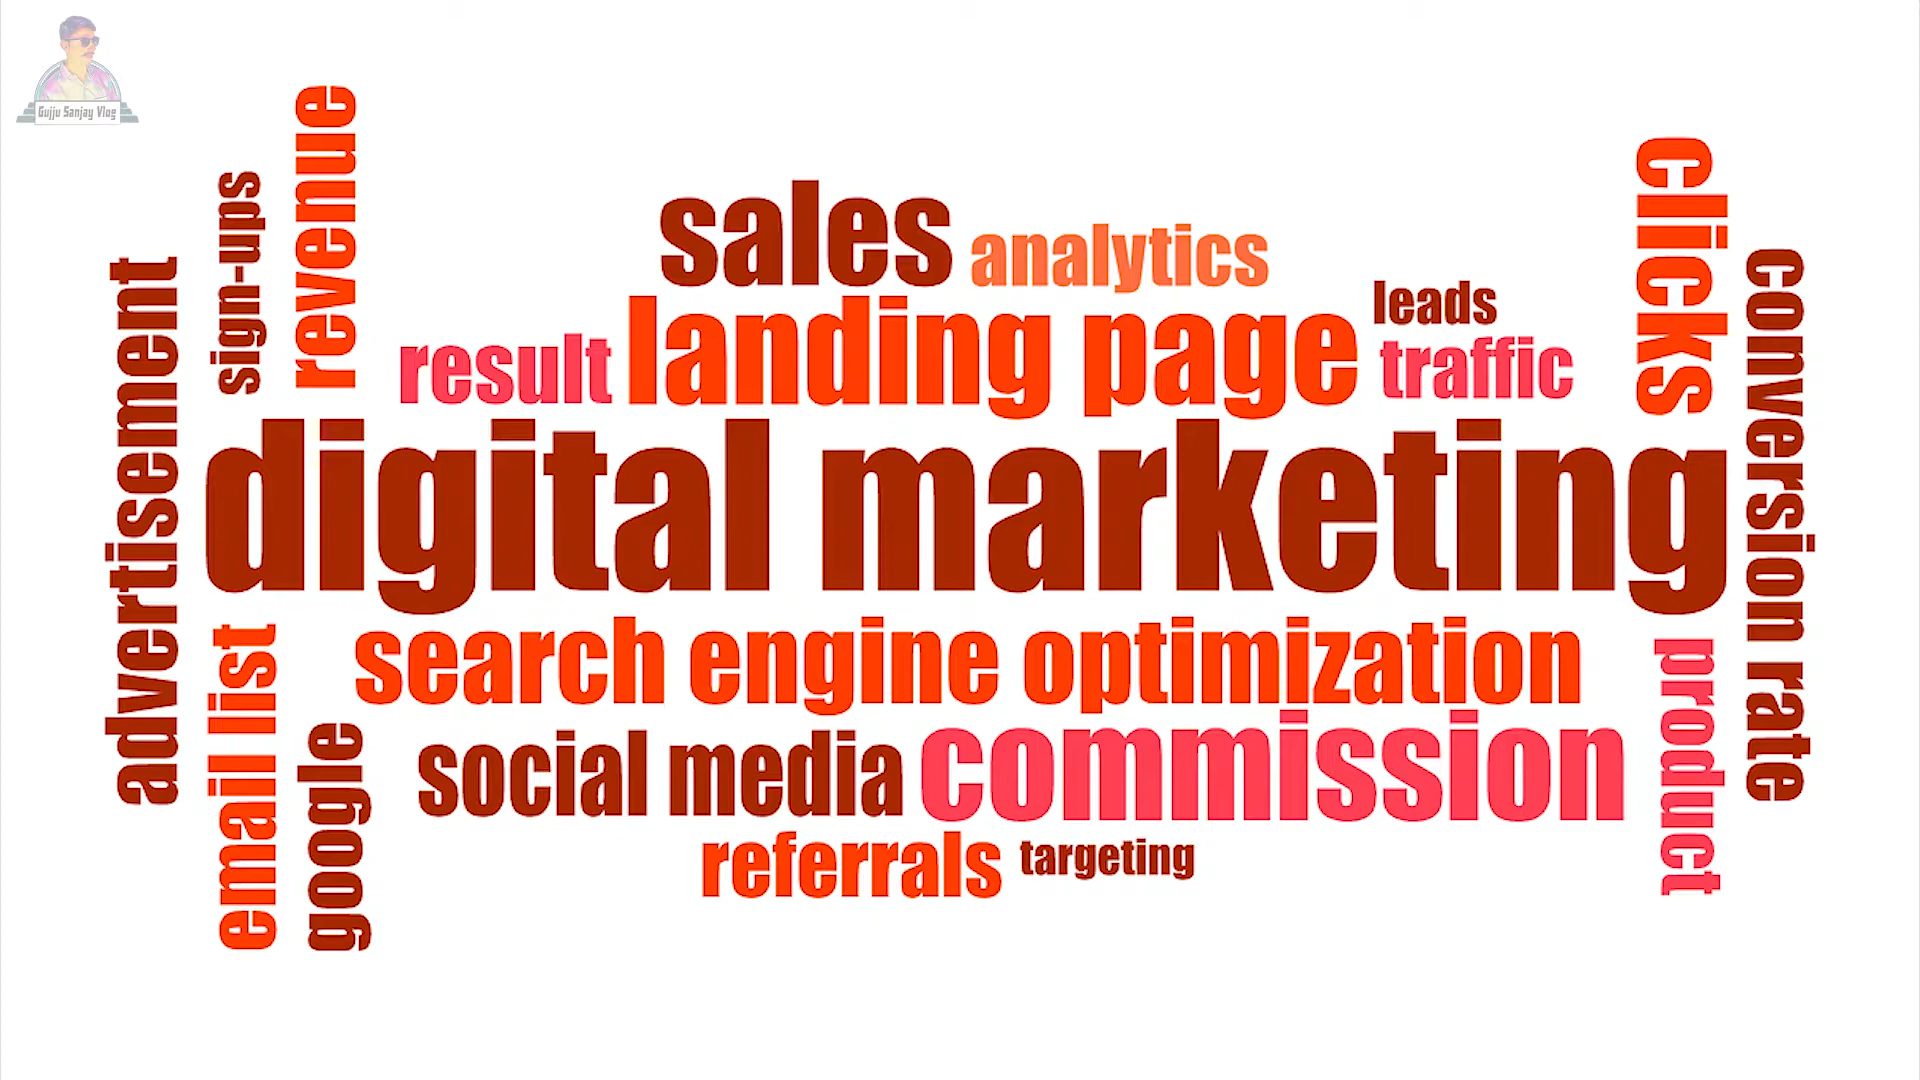 Gujju Sanjay Vlog
advertisement
sign-ups
revenue
sales
analytics
result
landing page
leads
traffic
clicks
conversion rate
digital marketing
search engine optimization
email list
google
social media
commission
product
referrals
targeting